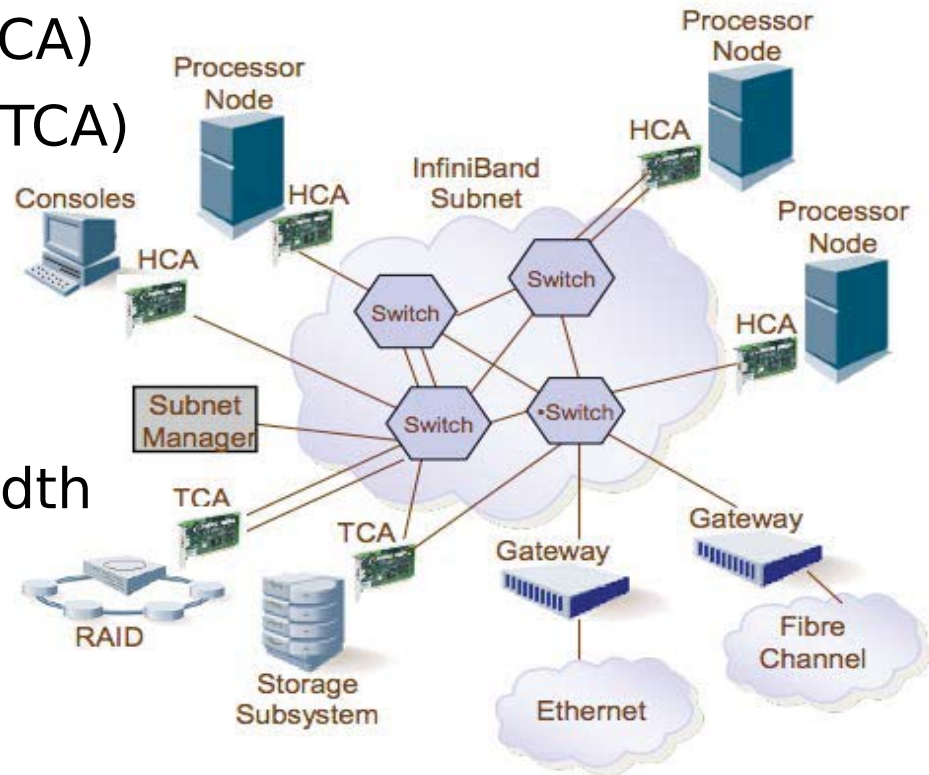 CA)
TCA)
dth
Processor
Node
Processor
Node
HCA
InfiniBand
Subnet
Consoles
HCA
Processor
Node
HCA
Switch
Switch
HCA
Subnet
Manager
Switch
•Switch
TCA
TCA
Gateway
Gateway
RAID
Storage
Subsystem
Fibre
Channel
Ethernet